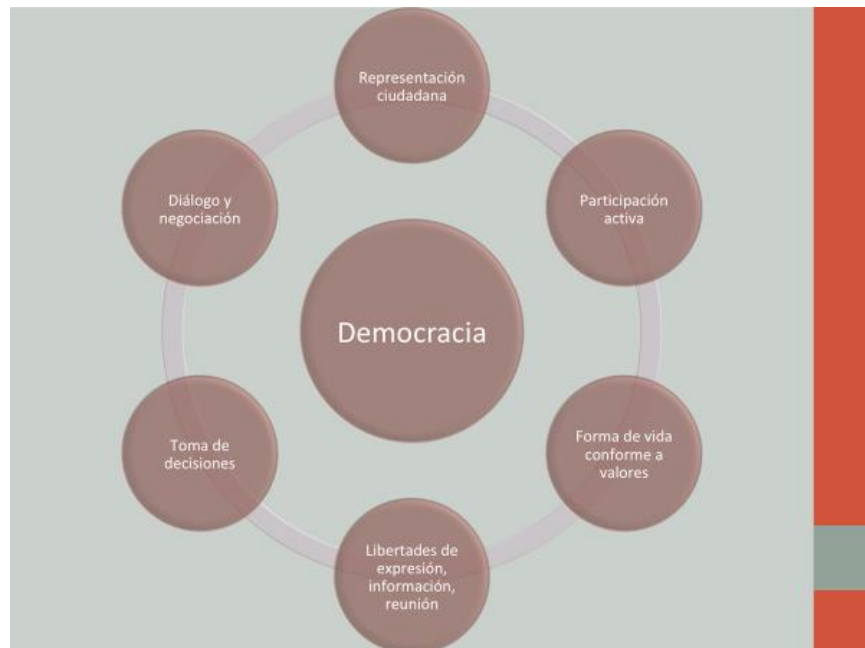 Representación
ciudadana
Participación
activa
Forma de vida
conforme a
valores
Libertades de
expresión,
información,
reunión
Toma de
decisiones
Diálogo y
negociación
Democracia